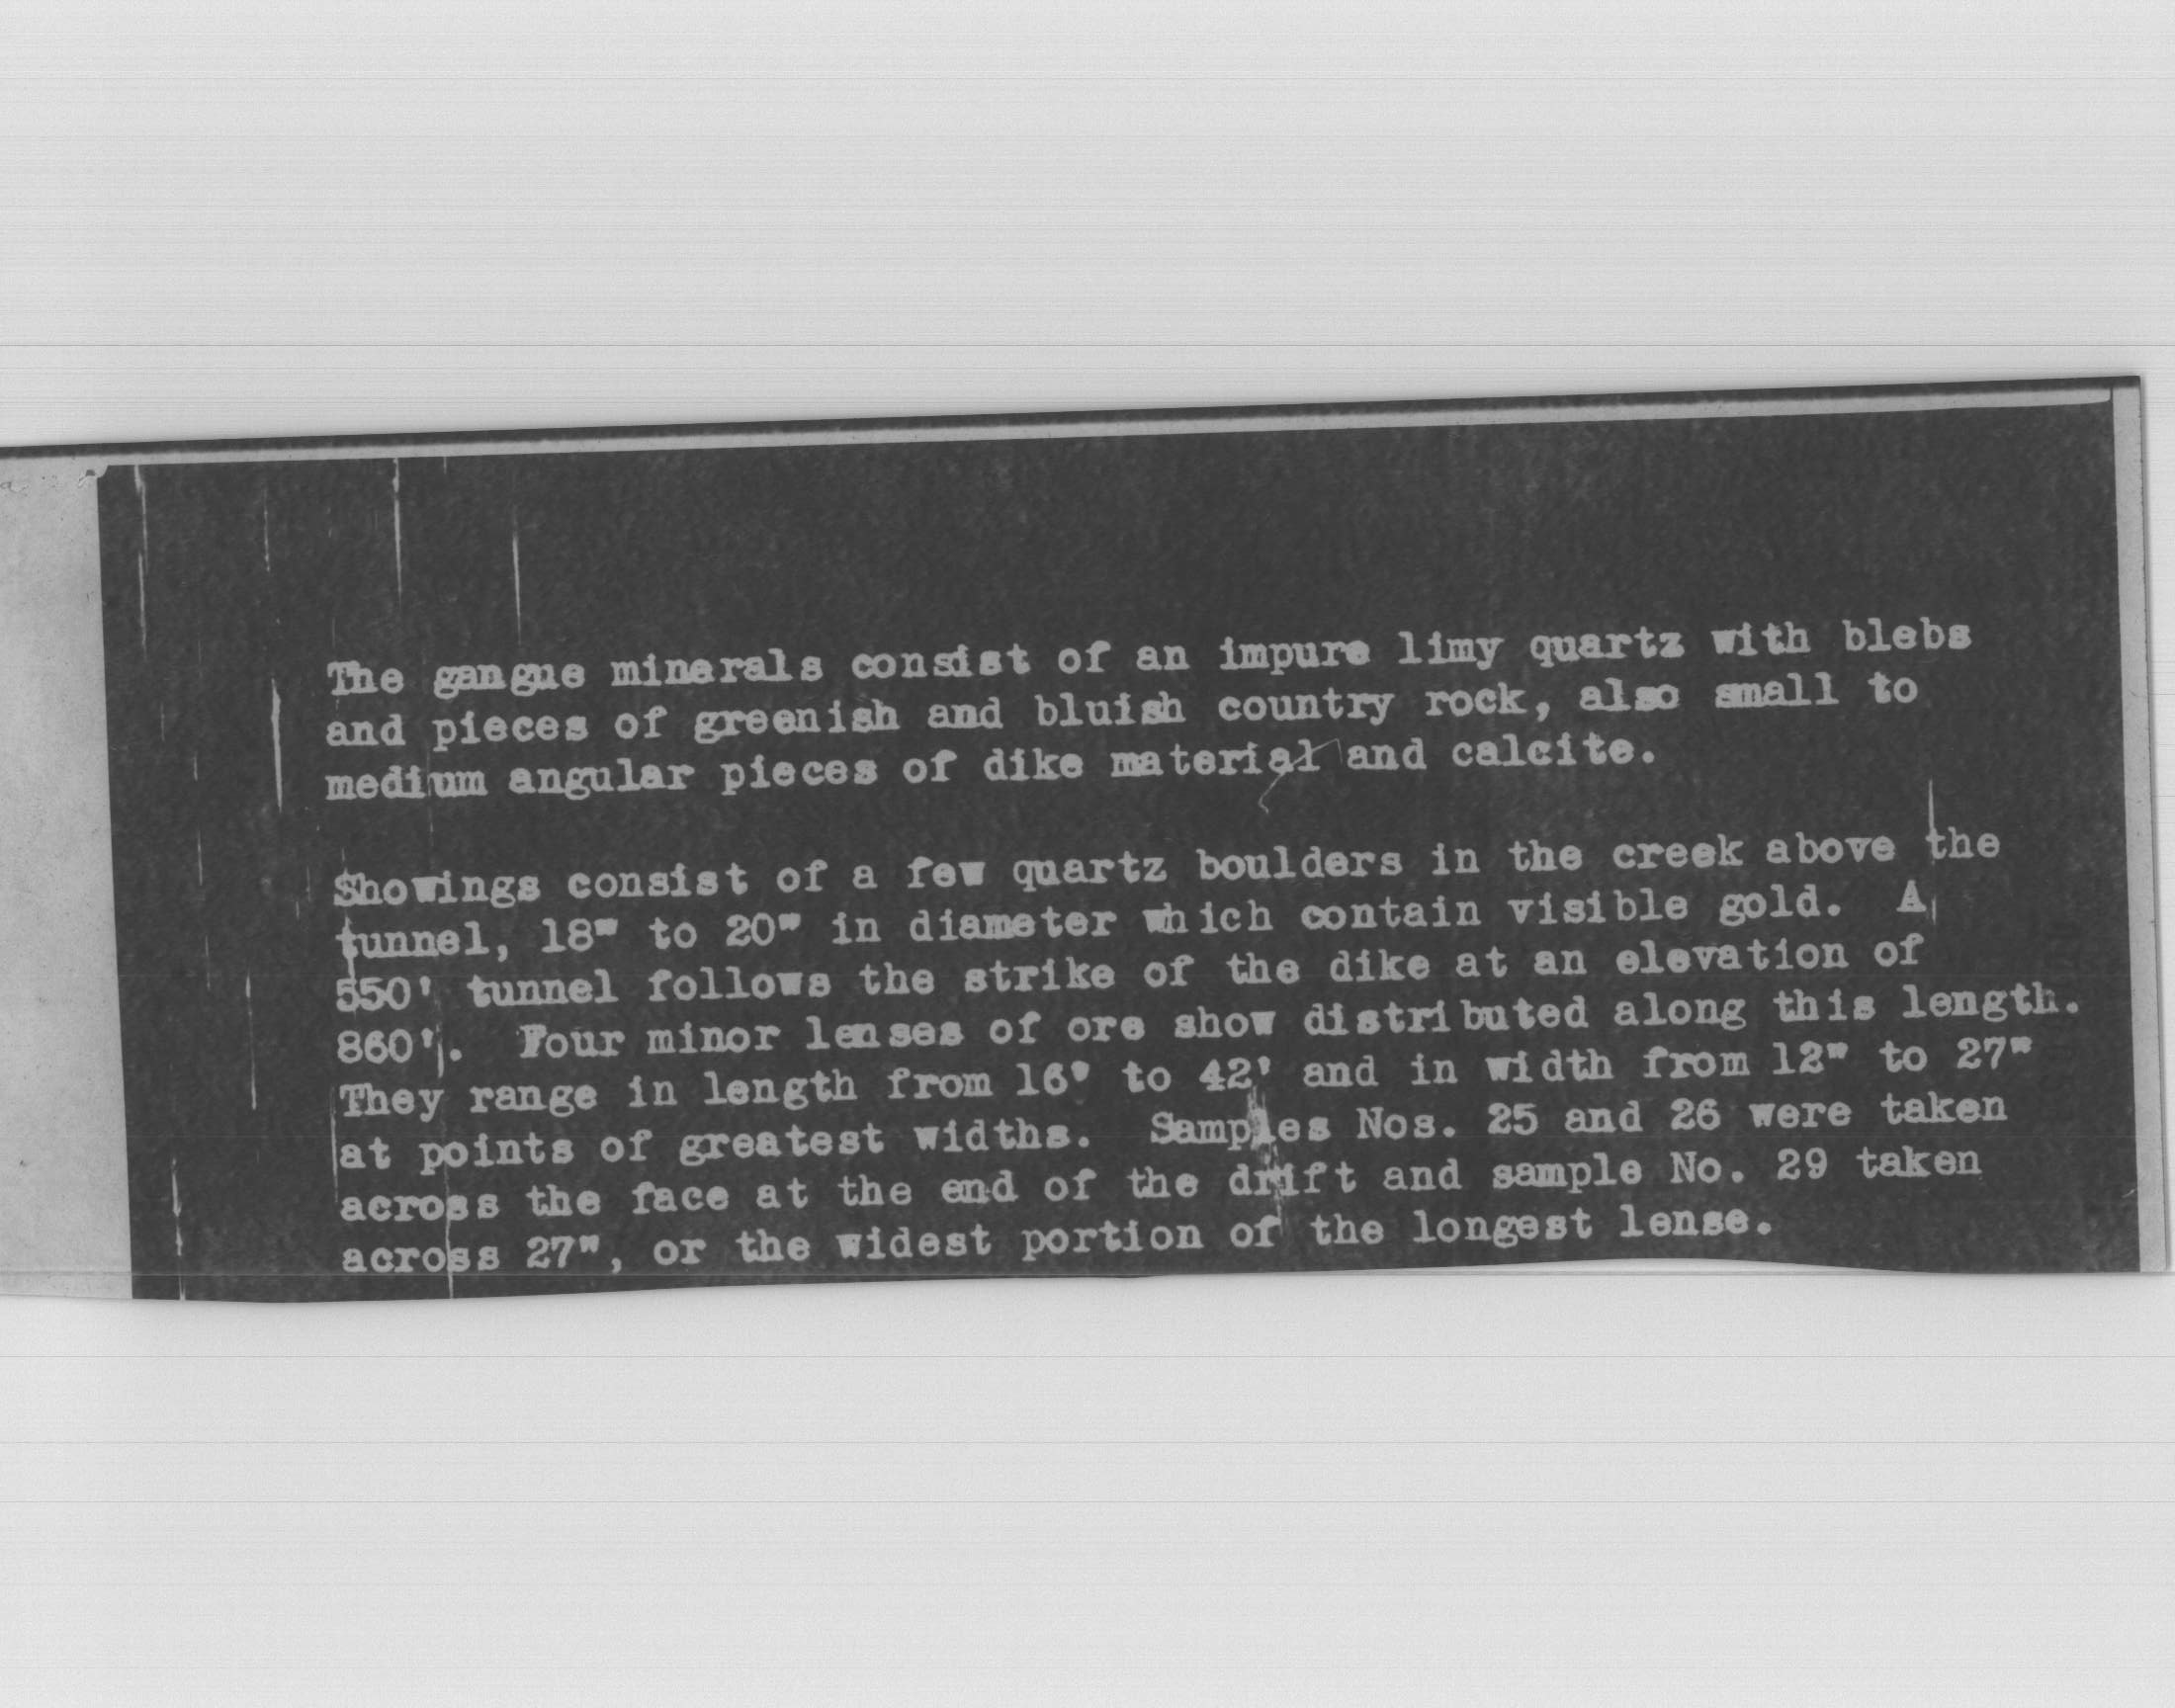 The gangue minerals consist of an impure limy quartz with blebs
and pieces of greenish and bluish country rock, also small to
medium angular pieces of dike material and calcite.
Showings consist of a few quartz boulders in the creek above the
tunnel, 18" to 20" in diameter which contain visible gold. A
550' tunnel follows the strike of the dike at an elevation of
860'. Four minor lenses of ore show distributed along this length.
They range in length from 16' to 42' and in width from 12" to 27"
at points of greatest widths. Samples Nos. 25 and 26 were taken
across the face at the end of the drift and sample No. 29 taken
across 27", or the widest portion of the longest lense.